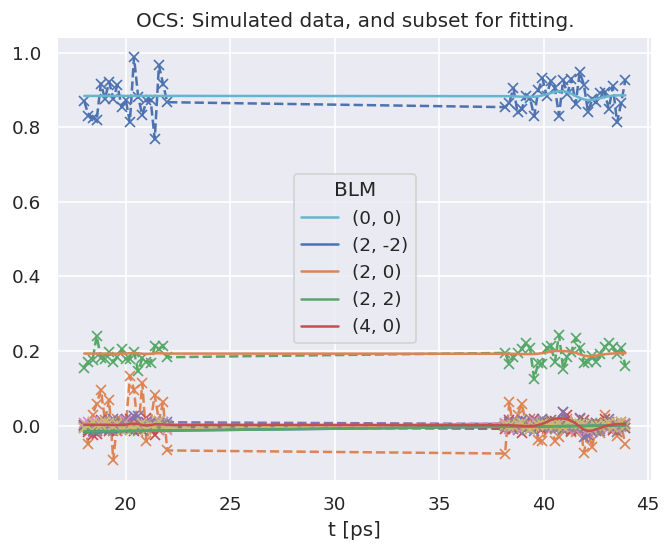 OCS: Simulated data, and subset for fitting.
1.0
0.8
0.6
0.4
0.2
0.0
BLM
(0, 0)
(2, -2)
(2, 0)
(2, 2)
(4, 0)
20 25 30 35 40 45
t [ps]